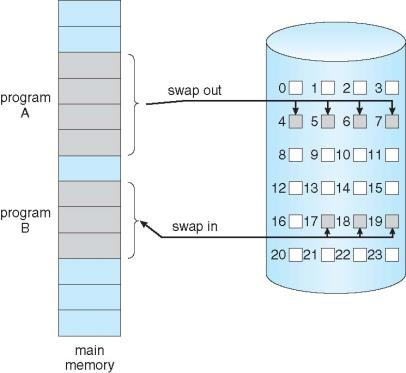 program
A
swap out
0 1 2 3
4 5 6 7
8 9 10 11
12 13 14 15
program
B
swap in
16 17 18 19
20 21 22 23
main
memory